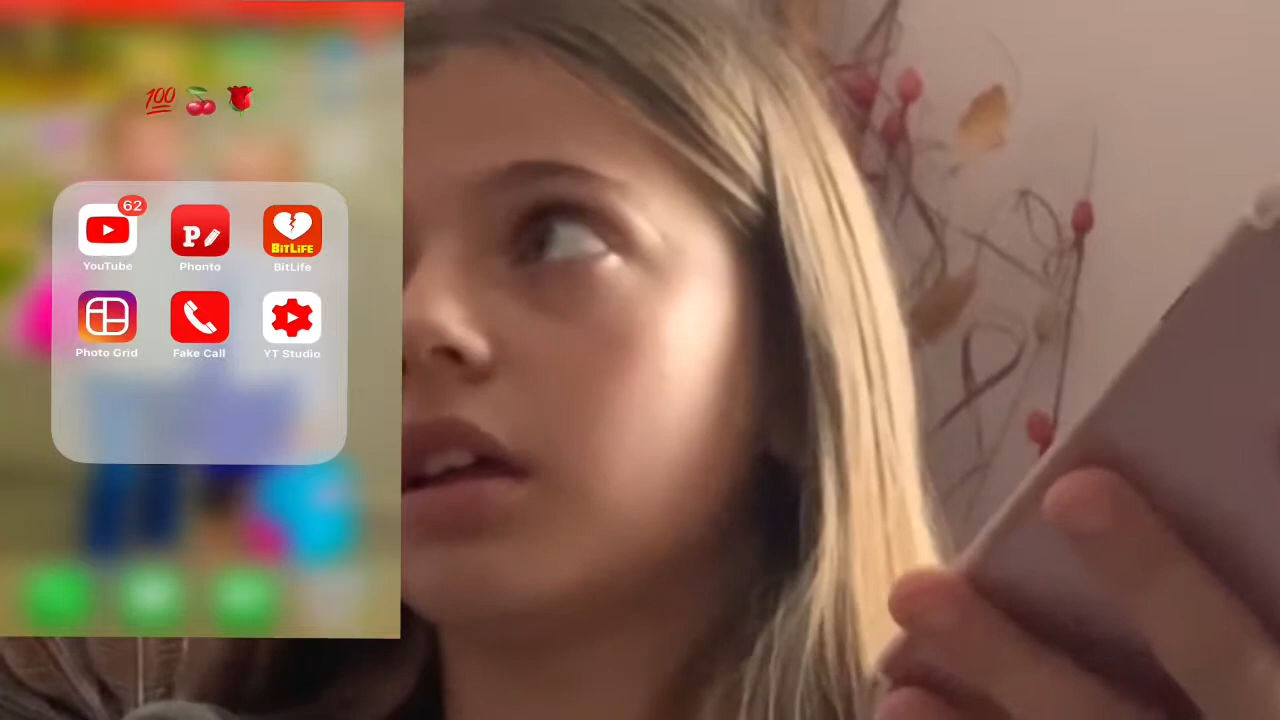 💯 🍒 🌹
62
YouTube
P
Phonto
BITLIFE
BitLife
Photo Grid
Fake Call
YT Studio